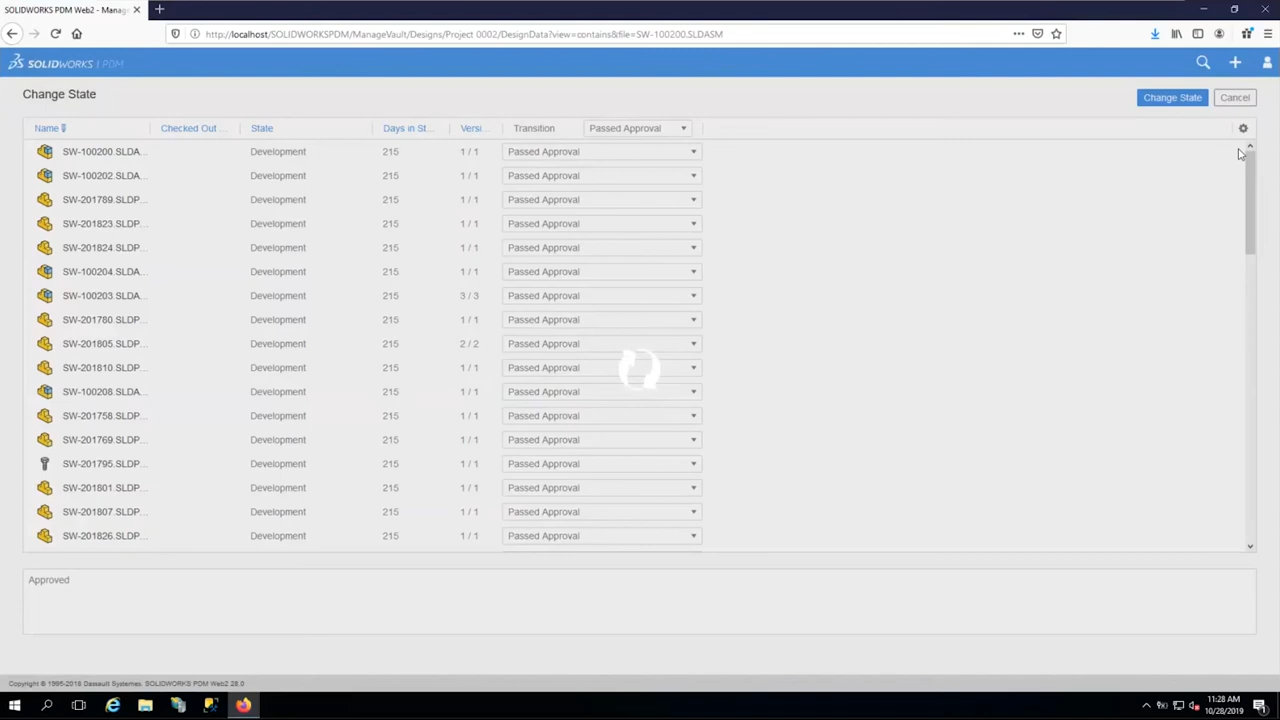 SOLIDWORKS PDM Web2 - Manag
http://localhost/SOLIDWORKSPDM/ManageVault/Designs/Project 0002/DesignData?view=contains&file=SW-100200.SLDASM
SOLIDWORKS | PDM
Change State
Change State
Cancel
Name Checked Out ... State Days in St... Versi... Transition Passed Approval
SW-100200.SLDA... Development 215 1 / 1 Passed Approval
SW-100202.SLDA... Development 215 1 / 1 Passed Approval
SW-201789.SLDP... Development 215 1 / 1 Passed Approval
SW-201823.SLDP... Development 215 1 / 1 Passed Approval
SW-201824.SLDP... Development 215 1 / 1 Passed Approval
SW-100204.SLDA... Development 215 1 / 1 Passed Approval
SW-100203.SLDA... Development 215 3 / 3 Passed Approval
SW-201780.SLDP... Development 215 1 / 1 Passed Approval
SW-201805.SLDP... Development 215 2 / 2 Passed Approval
SW-201810.SLDP... Development 215 1 / 1 Passed Approval
SW-100208.SLDA... Development 215 1 / 1 Passed Approval
SW-201758.SLDP... Development 215 1 / 1 Passed Approval
SW-201769.SLDP... Development 215 1 / 1 Passed Approval
SW-201795.SLDP... Development 215 1 / 1 Passed Approval
SW-201801.SLDP... Development 215 1 / 1 Passed Approval
SW-201807.SLDP... Development 215 1 / 1 Passed Approval
SW-201826.SLDP... Development 215 1 / 1 Passed Approval
Approved
Copyright © 1995-2016 Dassault Systemes. SOLIDWORKS PDM Web2 28.0
11:28 AM
10/28/2019